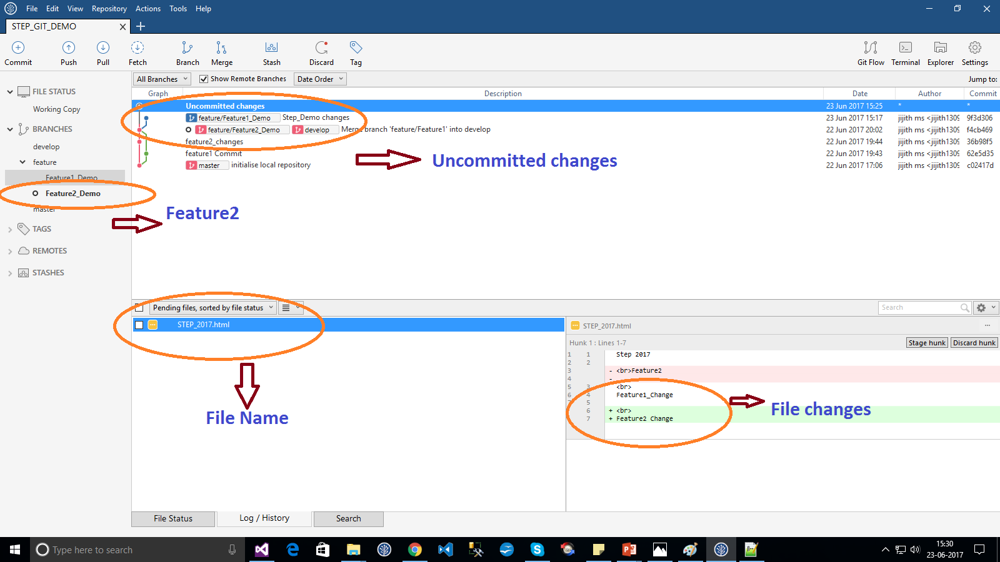 File Edit View Repository Actions Tools Help
STEP_GIT_DEMO
Commit Push Pull Fetch Branch Merge Stash Discard Tag Git Flow Terminal Explorer Settings
All Branches Show Remote Branches Date Order Jump to:
Graph Description Date Author Commit
Uncommitted changes 23 Jun 2017 15:25 * *
feature/Feature1_Demo Step_Demo changes 23 Jun 2017 15:17 jijith ms <jijith1309 9f3d306
feature/Feature2_Demo develop Merge branch 'feature/Feature1' into develop 22 Jun 2017 20:02 jijith ms <jijith1309 f4cb469
feature2_changes 22 Jun 2017 19:44 jijith ms <jijith1309 36b98f5
feature1 Commit 22 Jun 2017 19:43 jijith ms <jijith1309 62e5d35
master initialise local repository 22 Jun 2017 17:06 jijith ms <jijith1309 c02417d
FILE STATUS
Working Copy
BRANCHES
develop
feature
Feature1_Demo
Feature2_Demo
master
TAGS
REMOTES
STASHES
Uncommitted changes
Feature2
Pending files, sorted by file status
Search
STEP_2017.html
File Name
STEP_2017.html
Hunk 1 : Lines 1-7 Stage hunk Discard hunk
1 1 Step 2017
2 2
3 - <br>Feature2
4 -
5 3 <br>
6 4 Feature1_Change
7 5
6 + <br>
7 + Feature2 Change
File changes
File Status Log / History Search
Type here to search
15:30
23-06-2017